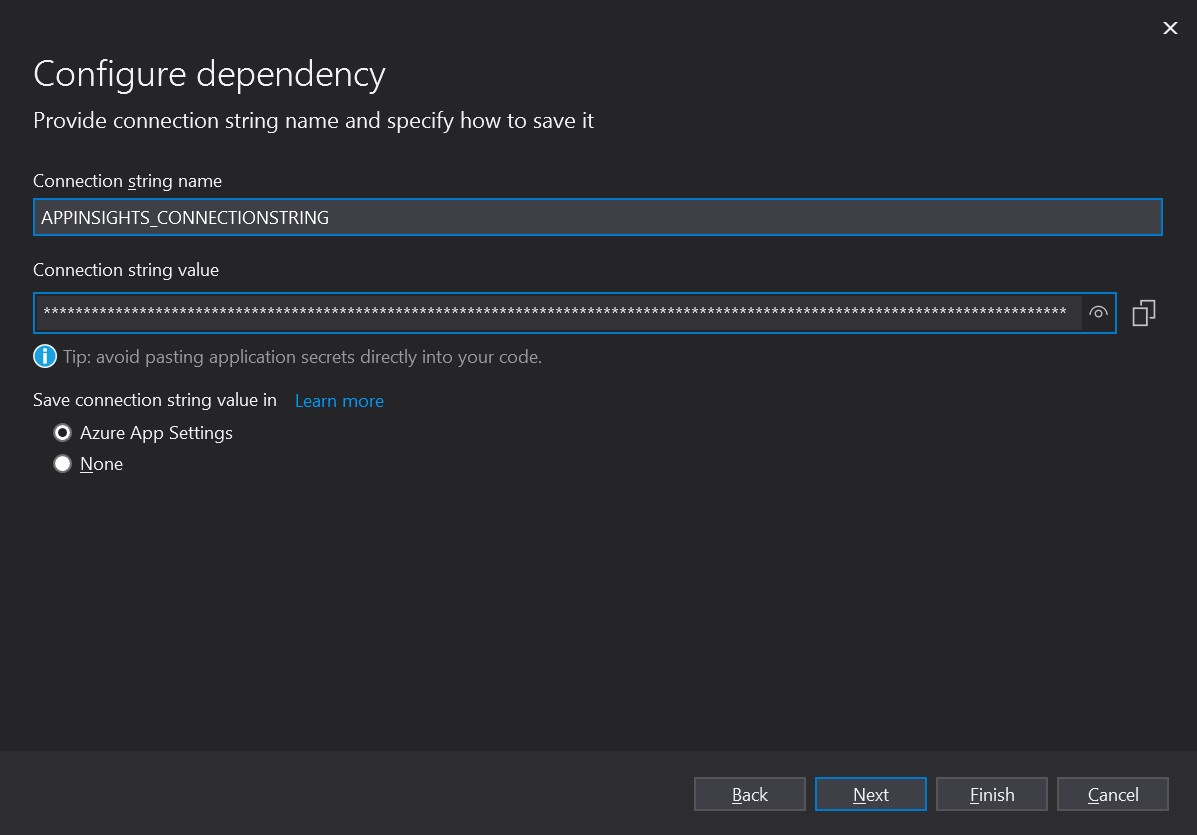 Configure dependency
Provide connection string name and specify how to save it
Connection string name
APPINSIGHTS_CONNECTIONSTRING
Connection string value
********************************************************************************************************************************
Tip: avoid pasting application secrets directly into your code.
Save connection string value in Learn more
Azure App Settings
None
Back Next Finish Cancel